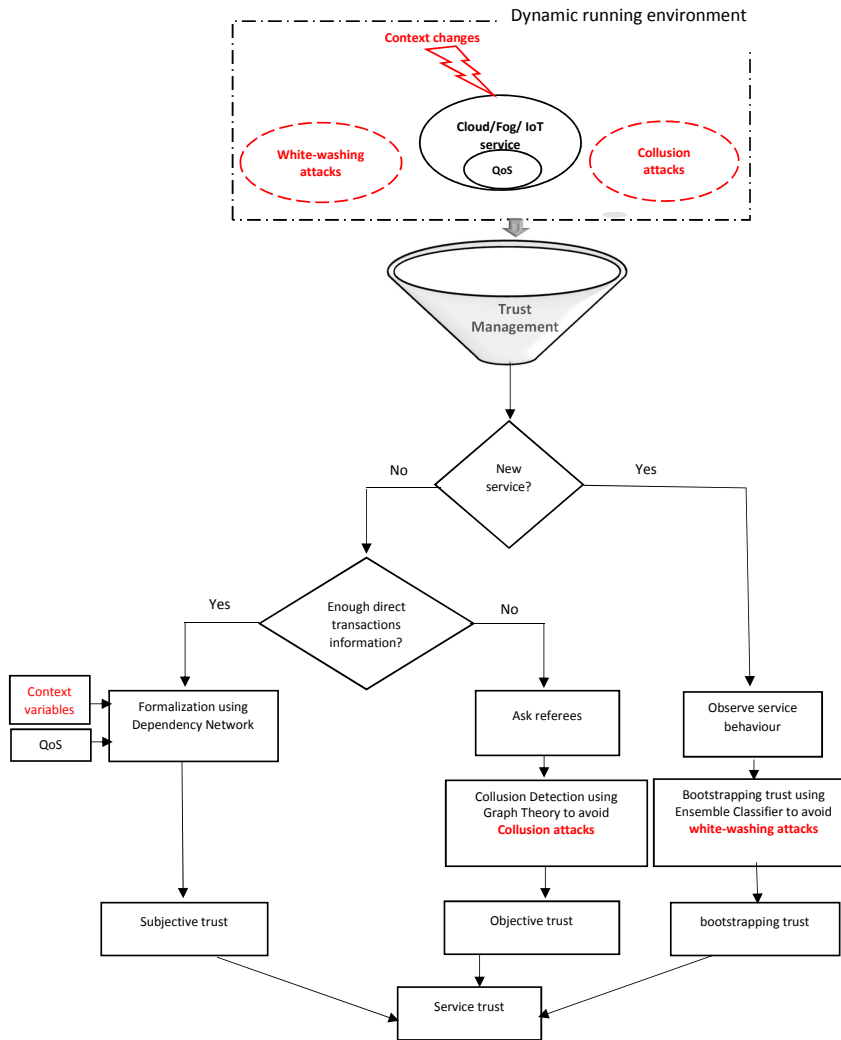 Dynamic running environment
Context changes
Cloud/Fog/ IoT
service
QoS
White-washing
attacks
Collusion
attacks
Trust
Management
New
service?
No
Yes
Enough direct
transactions
information?
Yes
No
Context
variables
QoS
Formalization using
Dependency Network
Ask referees
Observe service
behaviour
Collusion Detection using
Graph Theory to avoid
Collusion attacks
Bootstrapping trust using
Ensemble Classifier to avoid
white-washing attacks
Subjective trust
Objective trust
bootstrapping trust
Service trust